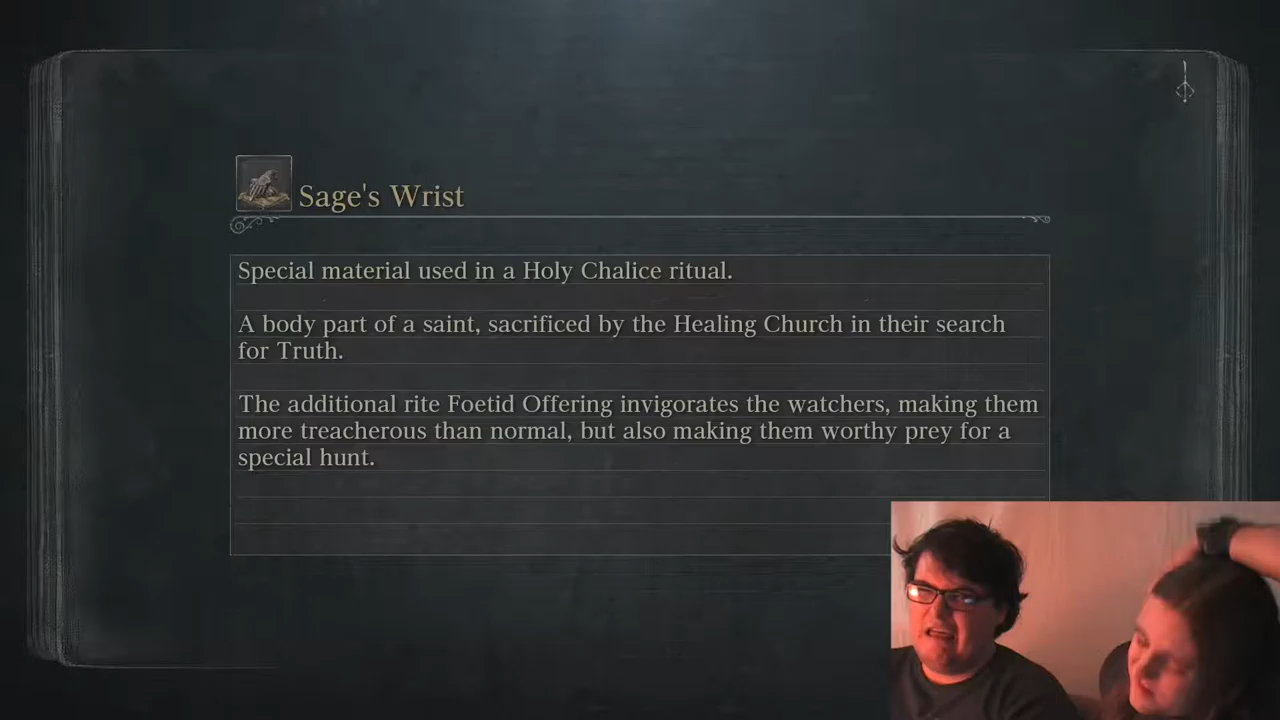 Sage's Wrist
Special material used in a Holy Chalice ritual.
A body part of a saint, sacrificed by the Healing Church in their search
for Truth.
The additional rite Foetid Offering invigorates the watchers, making them
more treacherous than normal, but also making them worthy prey for a
special hunt.